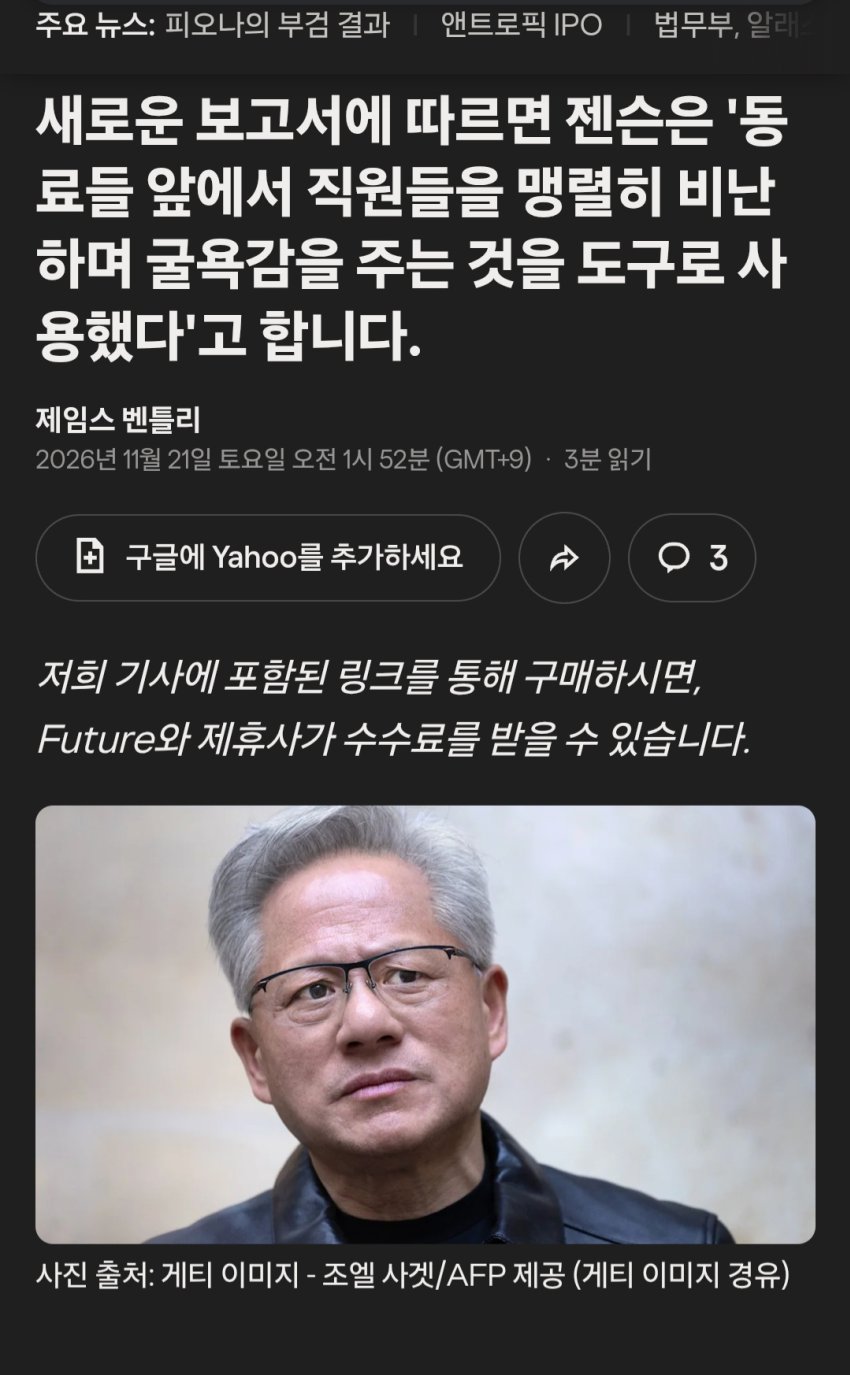 주요 뉴스: 피오나의 부검 결과 | 앤트로픽 IPO | 법무부, 알래스
새로운 보고서에 따르면 젠슨은 '동
료들 앞에서 직원들을 맹렬히 비난
하며 굴욕감을 주는 것을 도구로 사
용했다'고 합니다.
제임스 벤틀리
2026년 11월 21일 토요일 오전 1시 52분 (GMT+9) · 3분 읽기
구글에 Yahoo를 추가하세요
3
저희 기사에 포함된 링크를 통해 구매하시면,
Future와 제휴사가 수수료를 받을 수 있습니다.
사진 출처: 게티 이미지 - 조엘 사겟/AFP 제공 (게티 이미지 경유)